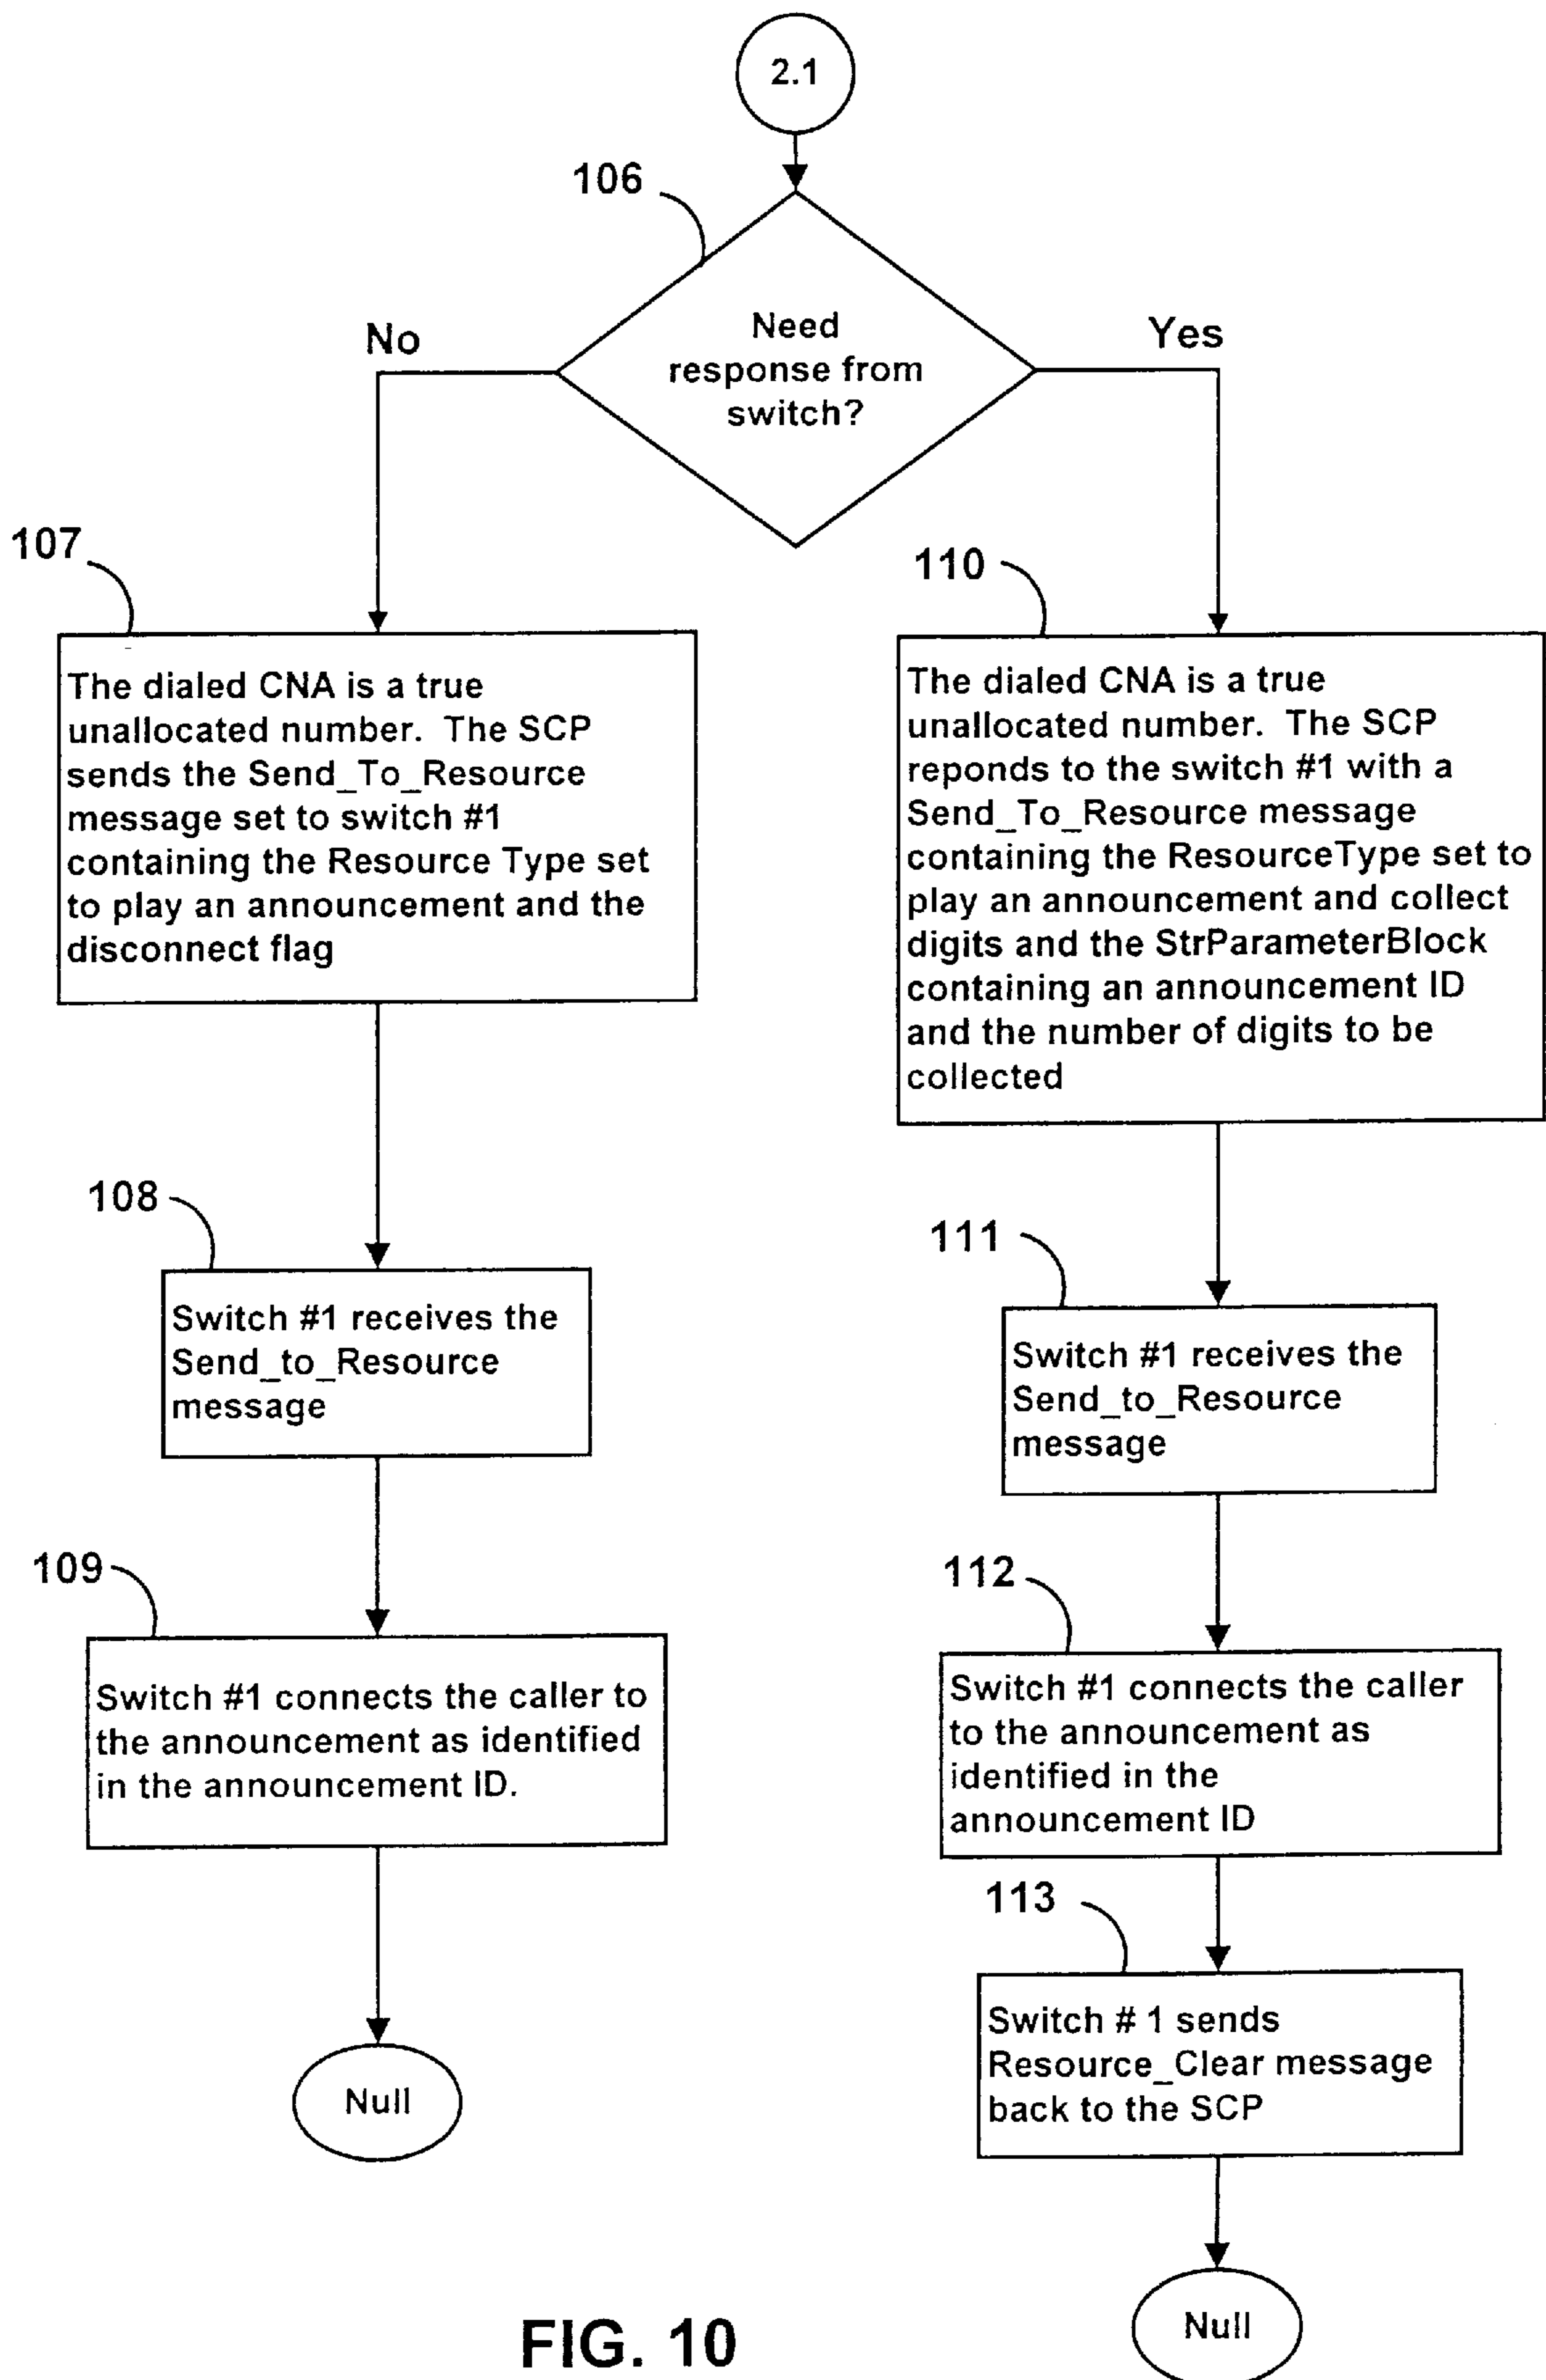 2.1
106
Need
response from
switch?
No
Yes
107
The dialed CNA is a true
unallocated number. The SCP
sends the Send_To_Resource
message set to switch #1
containing the Resource Type set
to play an announcement and the
disconnect flag
108
Switch #1 receives the
Send_to_Resource
message
109
Switch #1 connects the caller to
the announcement as identified
in the announcement ID.
Null
110
The dialed CNA is a true
unallocated number. The SCP
reponds to the switch #1 with a
Send_To_Resource message
containing the ResourceType set to
play an announcement and collect
digits and the StrParameterBlock
containing an announcement ID
and the number of digits to be
collected
111
Switch #1 receives the
Send_to_Resource
message
112
Switch #1 connects the caller
to the announcement as
identified in the
announcement ID
113
Switch # 1 sends
Resource_Clear message
back to the SCP
Null
FIG. 10